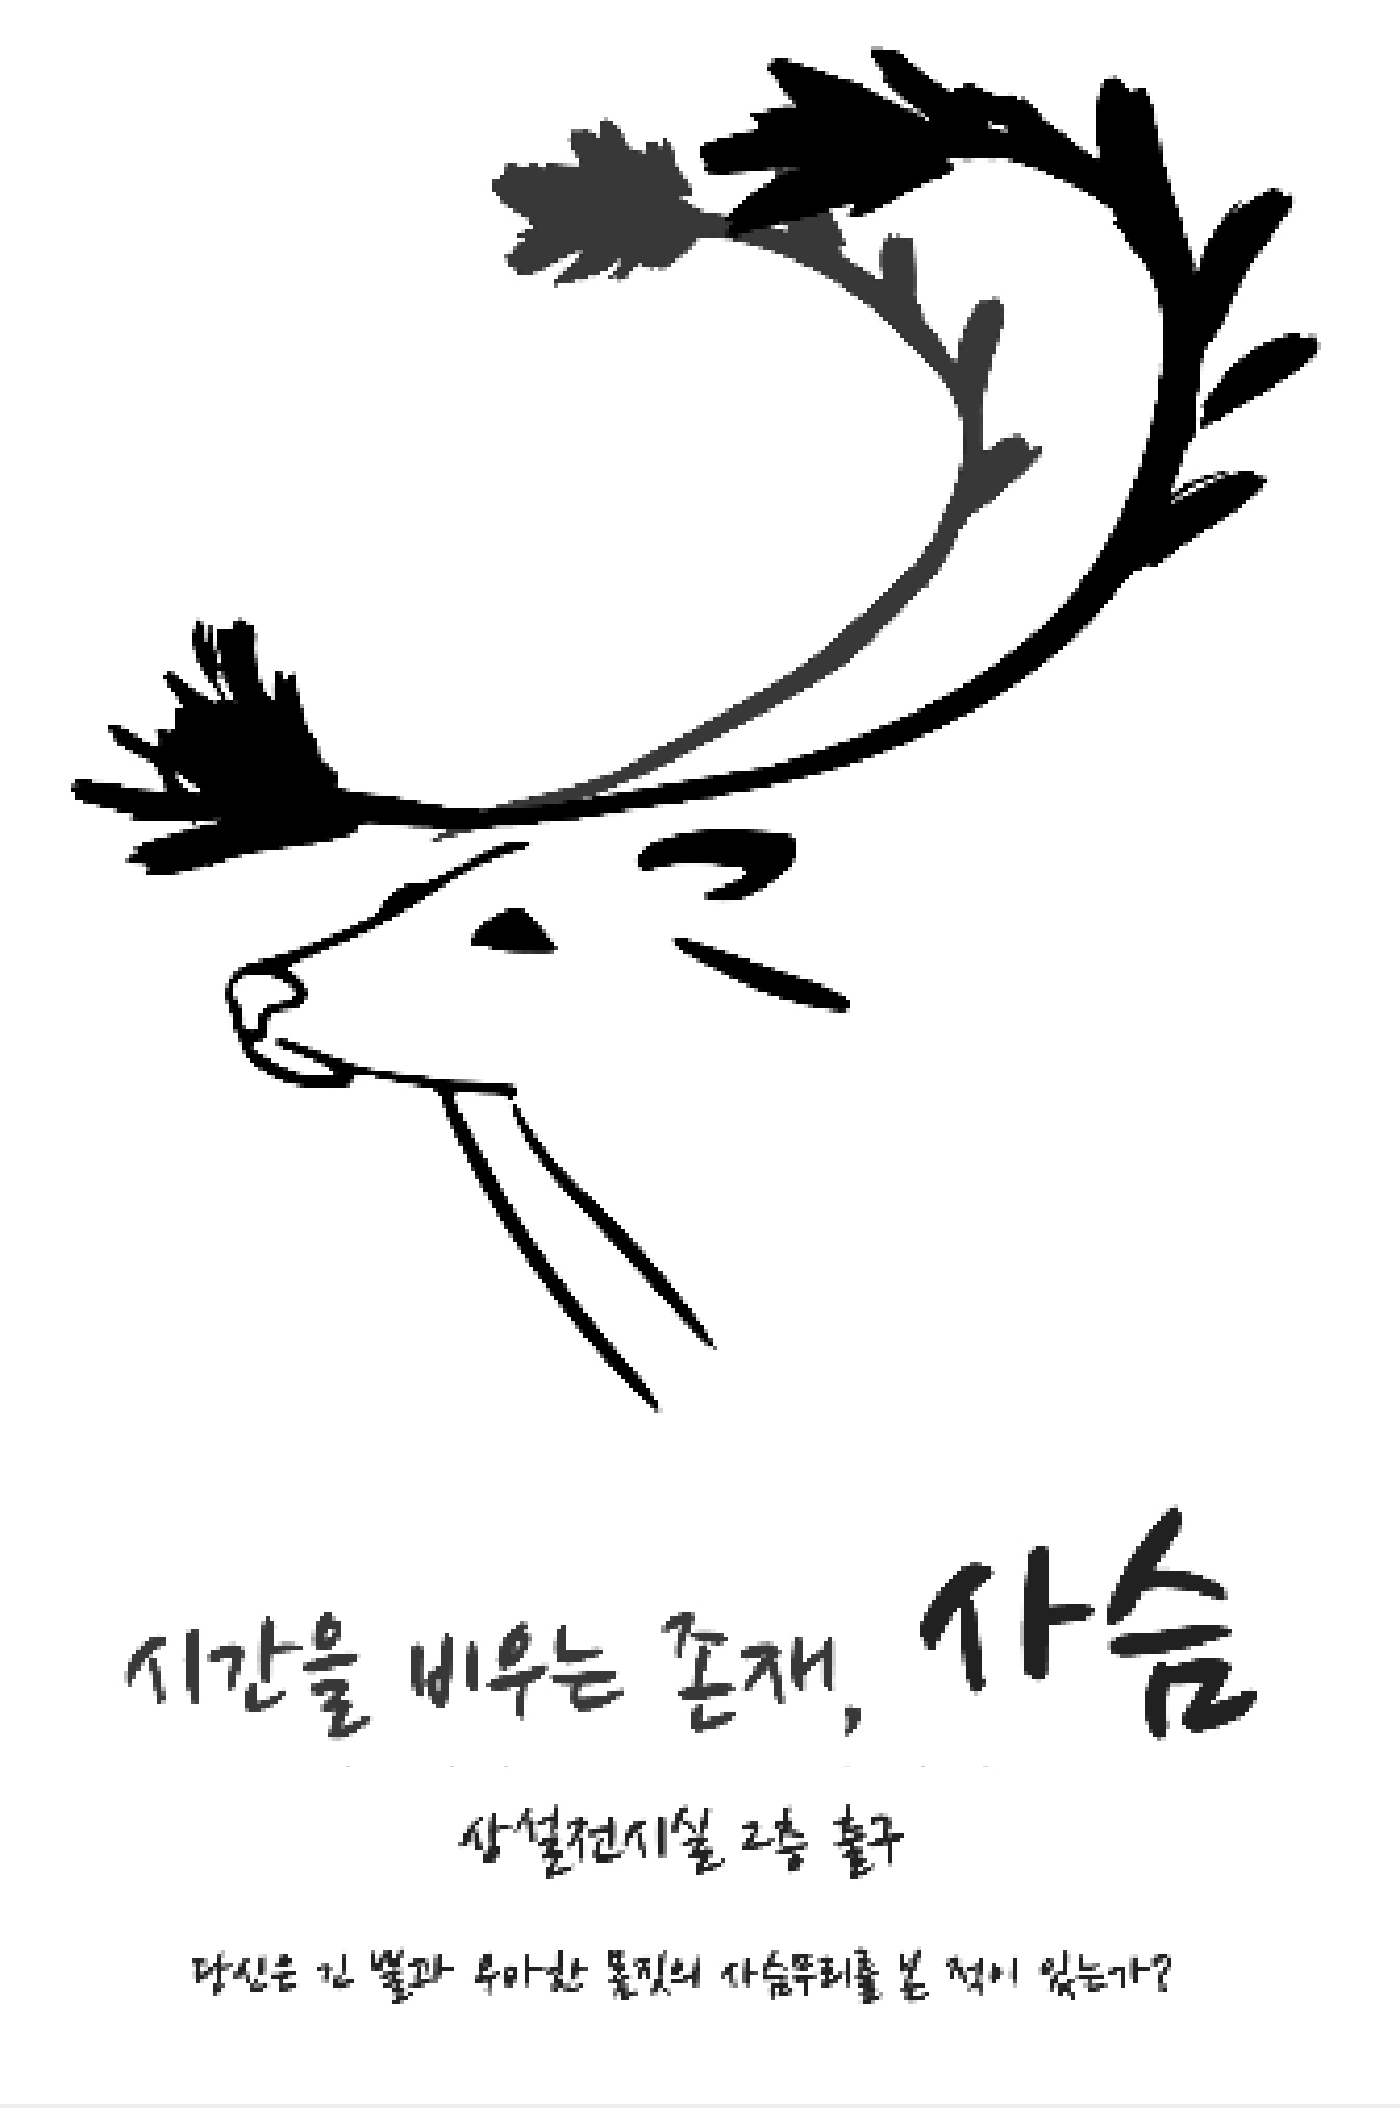 시간을 비우는 존재, 사슴
상설전시실 2층 출구
당신은 긴 뿔과 우아한 몸짓의 사슴무리를 본 적이 있는가?